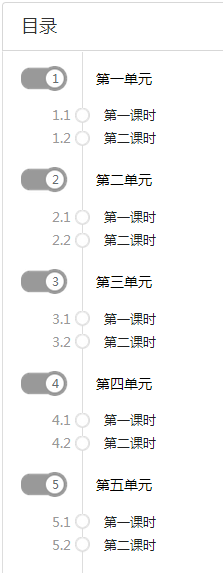 目录
1 第一单元
1.1 第一课时
1.2 第二课时
2 第二单元
2.1 第一课时
2.2 第二课时
3 第三单元
3.1 第一课时
3.2 第二课时
4 第四单元
4.1 第一课时
4.2 第二课时
5 第五单元
5.1 第一课时
5.2 第二课时